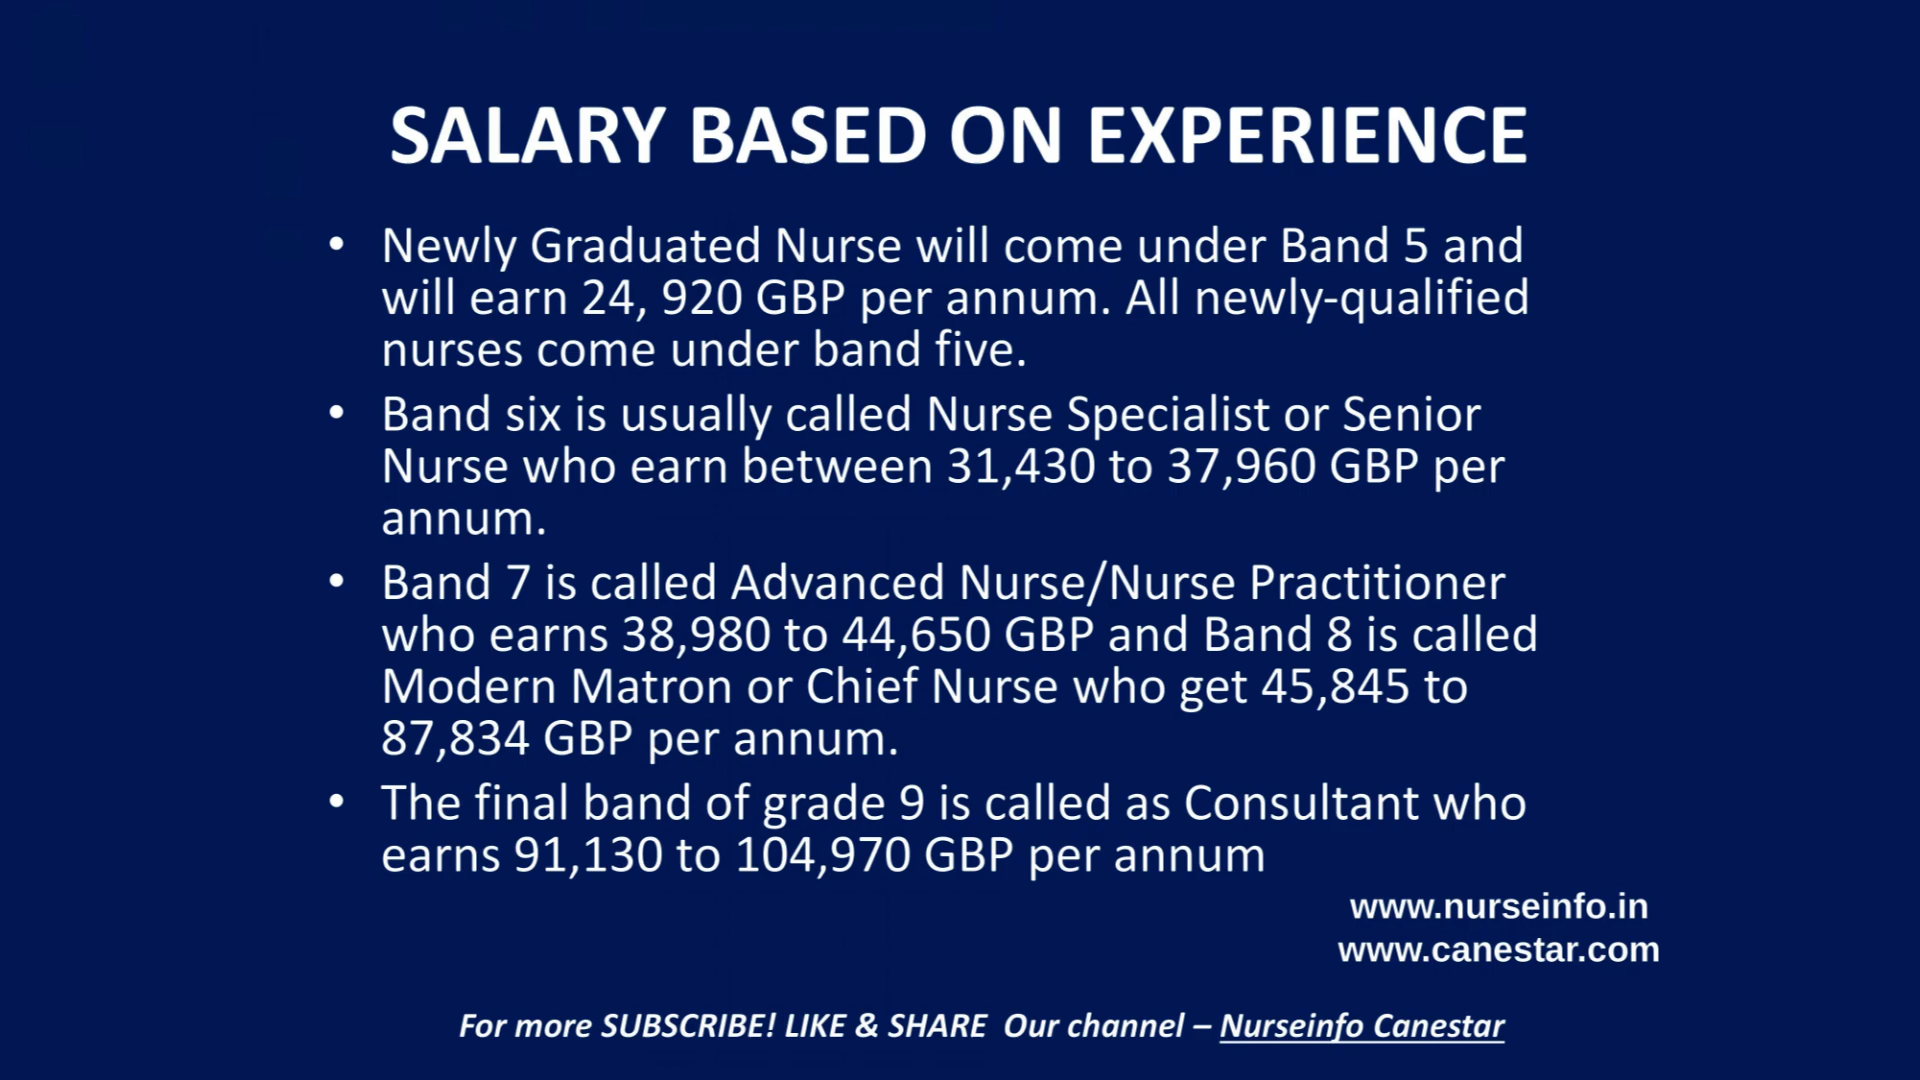 SALARY BASED ON EXPERIENCE
• Newly Graduated Nurse will come under Band 5 and
will earn 24, 920 GBP per annum. All newly-qualified
nurses come under band five.
• Band six is usually called Nurse Specialist or Senior
Nurse who earn between 31,430 to 37,960 GBP per
annum.
• Band 7 is called Advanced Nurse/Nurse Practitioner
who earns 38,980 to 44,650 GBP and Band 8 is called
Modern Matron or Chief Nurse who get 45,845 to
87,834 GBP per annum.
• The final band of grade 9 is called as Consultant who
earns 91,130 to 104,970 GBP per annum
www.nurseinfo.in
www.canestar.com
For more SUBSCRIBE! LIKE & SHARE Our channel – Nurseinfo Canestar